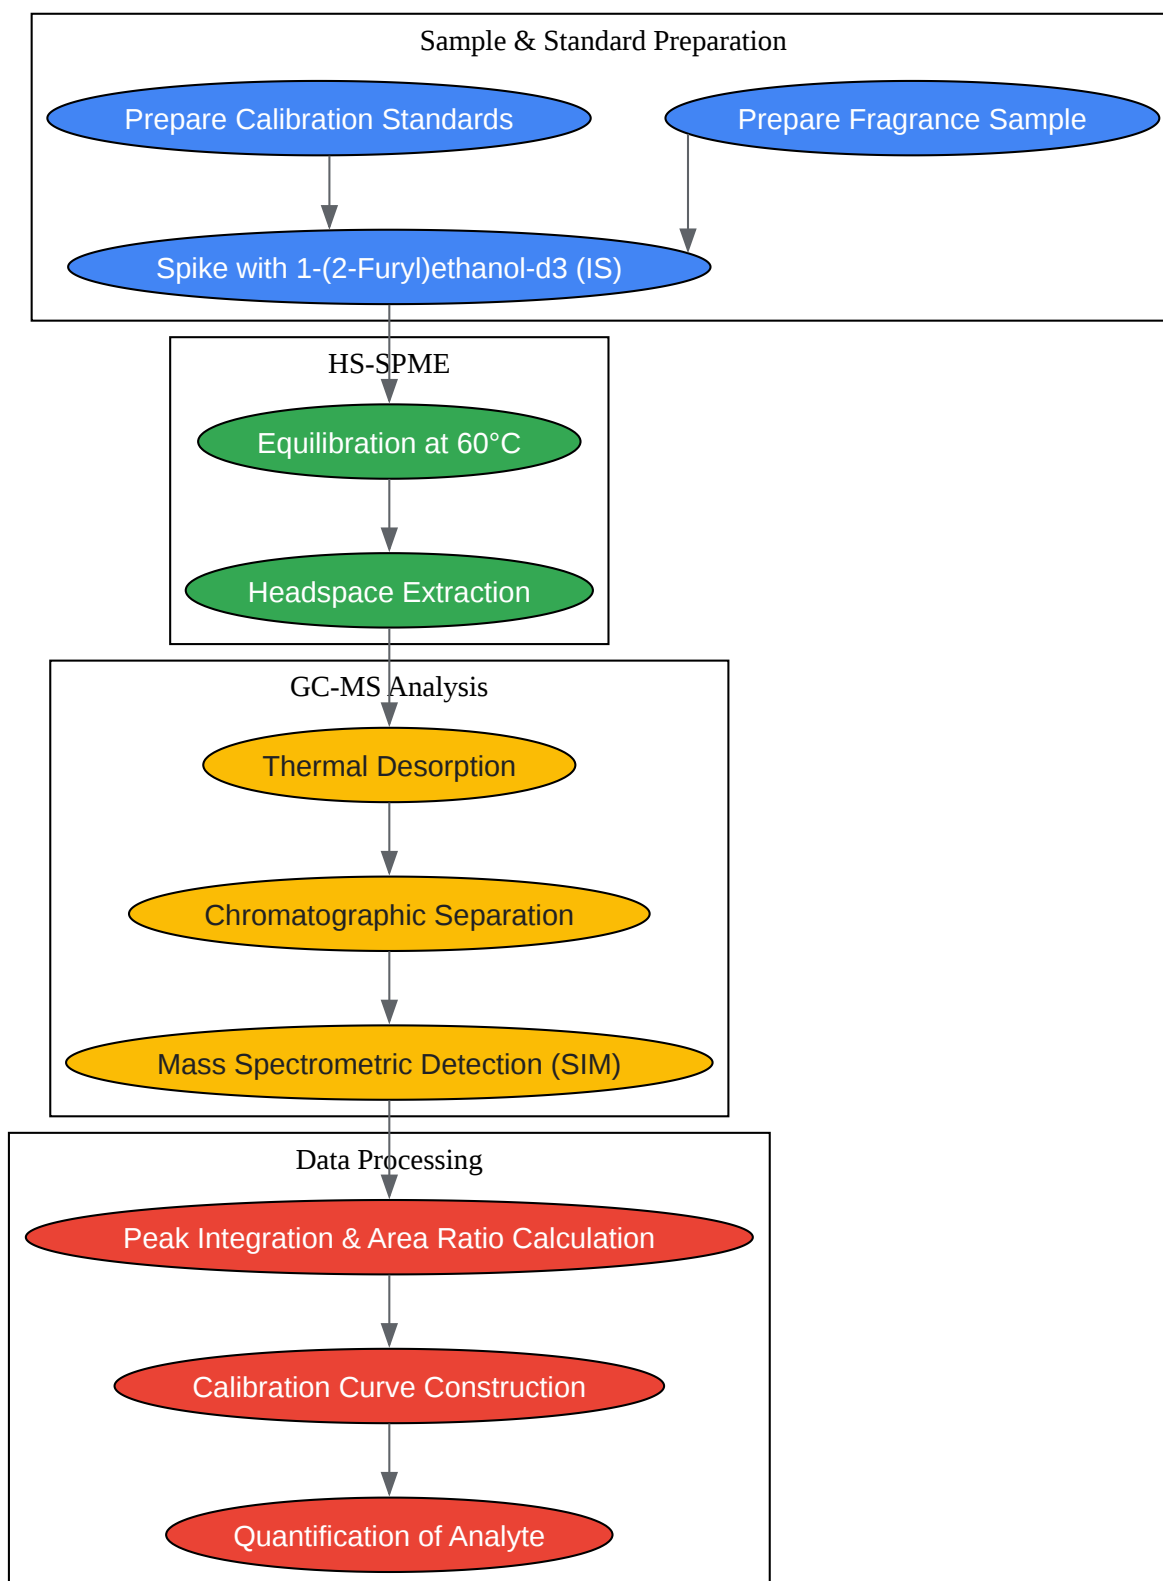 Sample & Standard Preparation
Prepare Calibration Standards
Prepare Fragrance Sample
Spike with 1-(2-Furyl)ethanol-d3 (IS)
HS-SPME
Equilibration at 60°C
Headspace Extraction
GC-MS Analysis
Thermal Desorption
Chromatographic Separation
Mass Spectrometric Detection (SIM)
Data Processing
Peak Integration & Area Ratio Calculation
Calibration Curve Construction
Quantification of Analyte